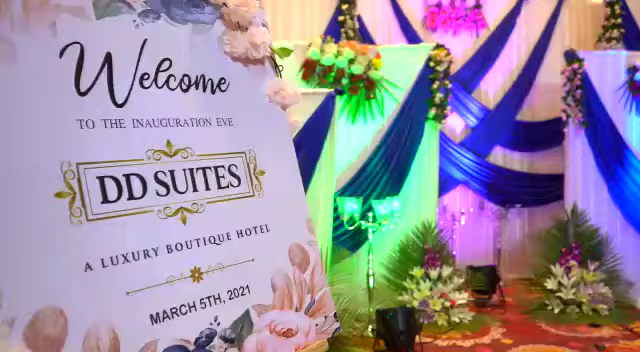 Welcome
TO THE INAUGURATION EVE
DD SUITES
A LUXURY BOUTIQUE HOTEL
MARCH 5TH, 2021